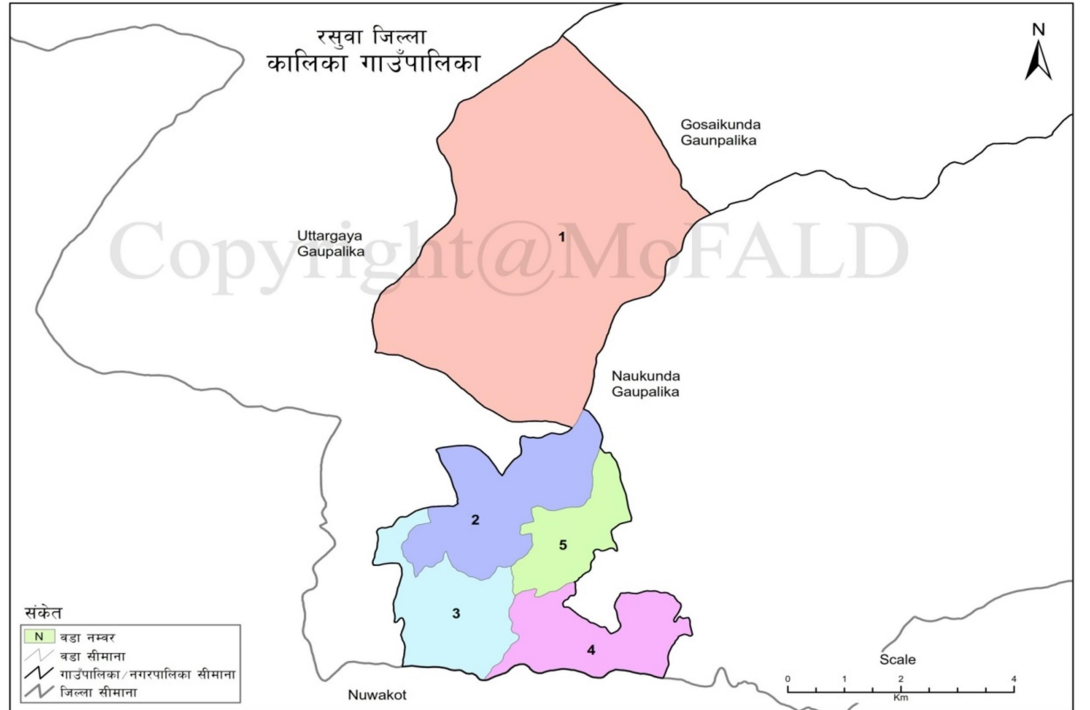 रसुवा जिल्ला
कालिका गाउँपालिका
N
Gosaikunda
Gaunpalika
Uttargaya
Gaupalika
1
Copyright@MoFALD
Naukunda
Gaupalika
2
5
3
4
संकेत
N वडा नम्बर
वडा सीमाना
गाउँपालिका/नगरपालिका सीमाना
जिल्ला सीमाना
Nuwakot
Scale
0 1 2 4
Km